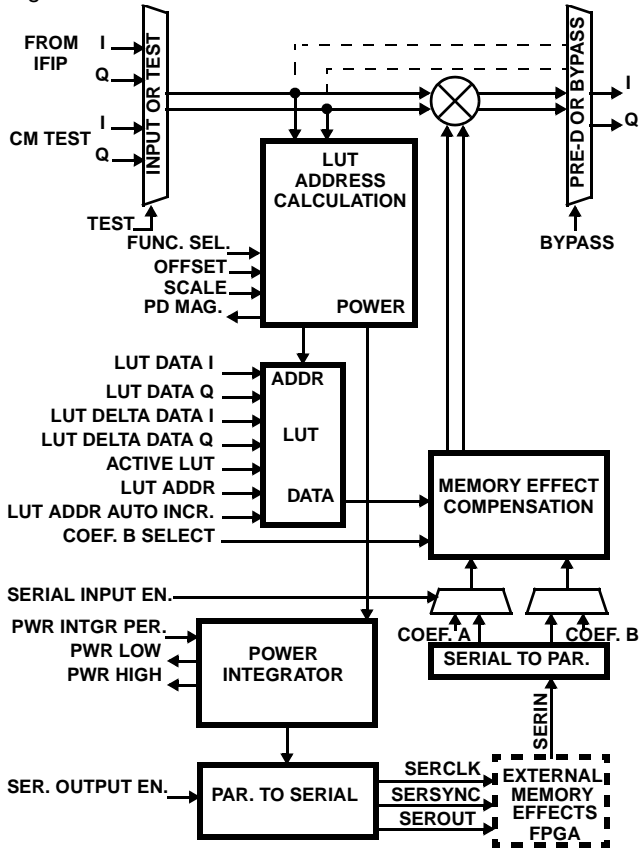 FROM
IFIP
I
Q
CM TEST
I
Q
INPUT OR TEST
TEST
PRE-D OR BYPASS
I
Q
BYPASS
LUT
ADDRESS
CALCULATION
POWER
FUNC. SEL.
OFFSET
SCALE
PD MAG.
LUT DATA I
LUT DATA Q
LUT DELTA DATA I
LUT DELTA DATA Q
ACTIVE LUT
LUT ADDR
LUT ADDR AUTO INCR.
COEF. B SELECT
ADDR
LUT
DATA
MEMORY EFFECT
COMPENSATION
SERIAL INPUT EN.
COEF. A
COEF. B
SERIAL TO PAR.
PWR INTGR PER.
PWR LOW
PWR HIGH
POWER
INTEGRATOR
SERIN
SER. OUTPUT EN.
PAR. TO SERIAL
SERCLK
SERSYNC
SEROUT
EXTERNAL
MEMORY
EFFECTS
FPGA